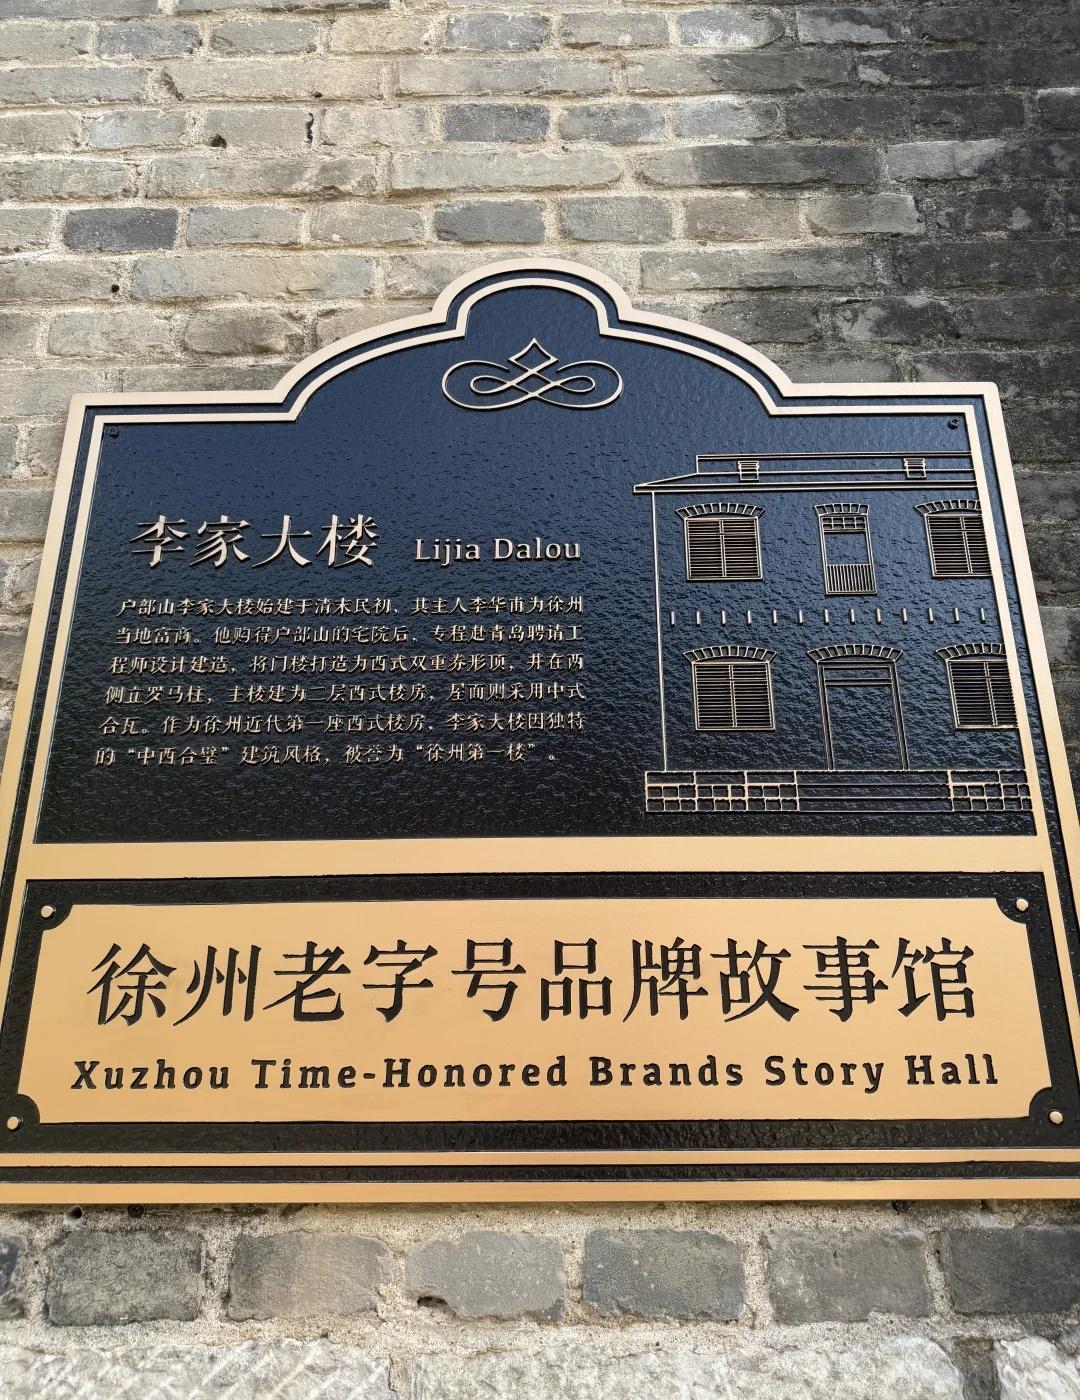 李家大楼 Lijia Dalou
户部山李家大楼始建于清末民初，其主人李华甫为徐州
当地富商。他购得户部山的宅院后，专程赴青岛聘请工
程师设计建造，将门楼打造为西式双重券形顶，并在两
侧立罗马柱，主楼建为二层西式楼房，屋面则采用中式
合瓦。作为徐州近代第一座西式楼房，李家大楼因独特
的“中西合璧”建筑风格，被誉为“徐州第一楼”。
徐州老字号品牌故事馆
Xuzhou Time-Honored Brands Story Hall